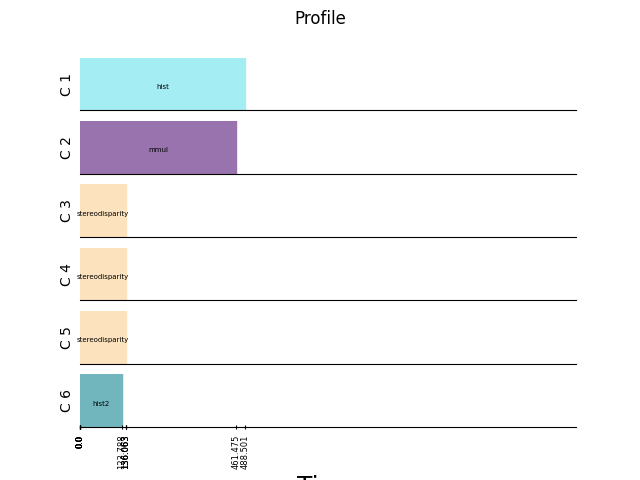 Profile
C 1
hist
C 2
mmul
C 3
stereodisparity
C 4
stereodisparity
C 5
stereodisparity
C 6
hist2
0.0
461.475
488.501